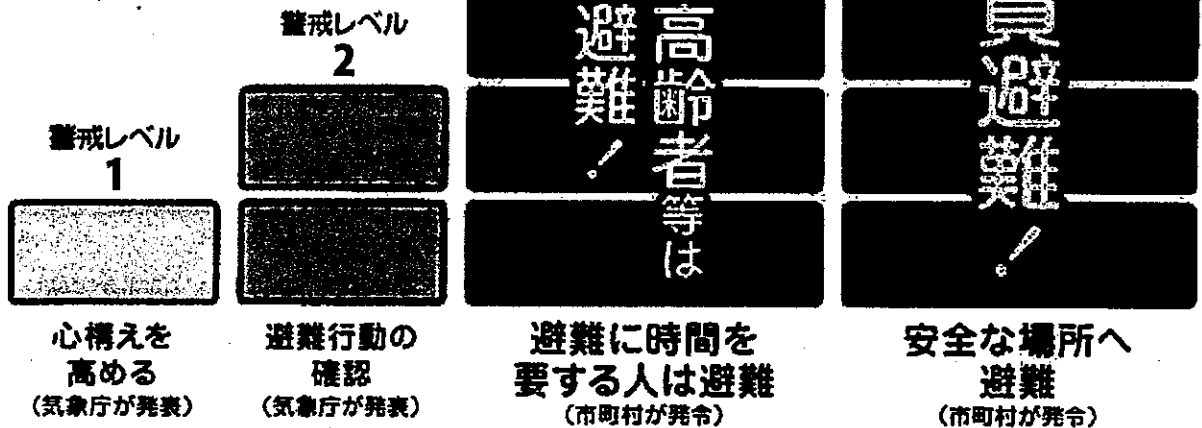 警戒レベル
1
心構えを
高める
(気象庁が発表)
警戒レベル
2
避難行動の
確認
(気象庁が発表)
高齢者等は
避難!
避難に時間を
要する人は避難
(市町村が発令)
員避難!
安全な場所へ
避難
(市町村が発令)